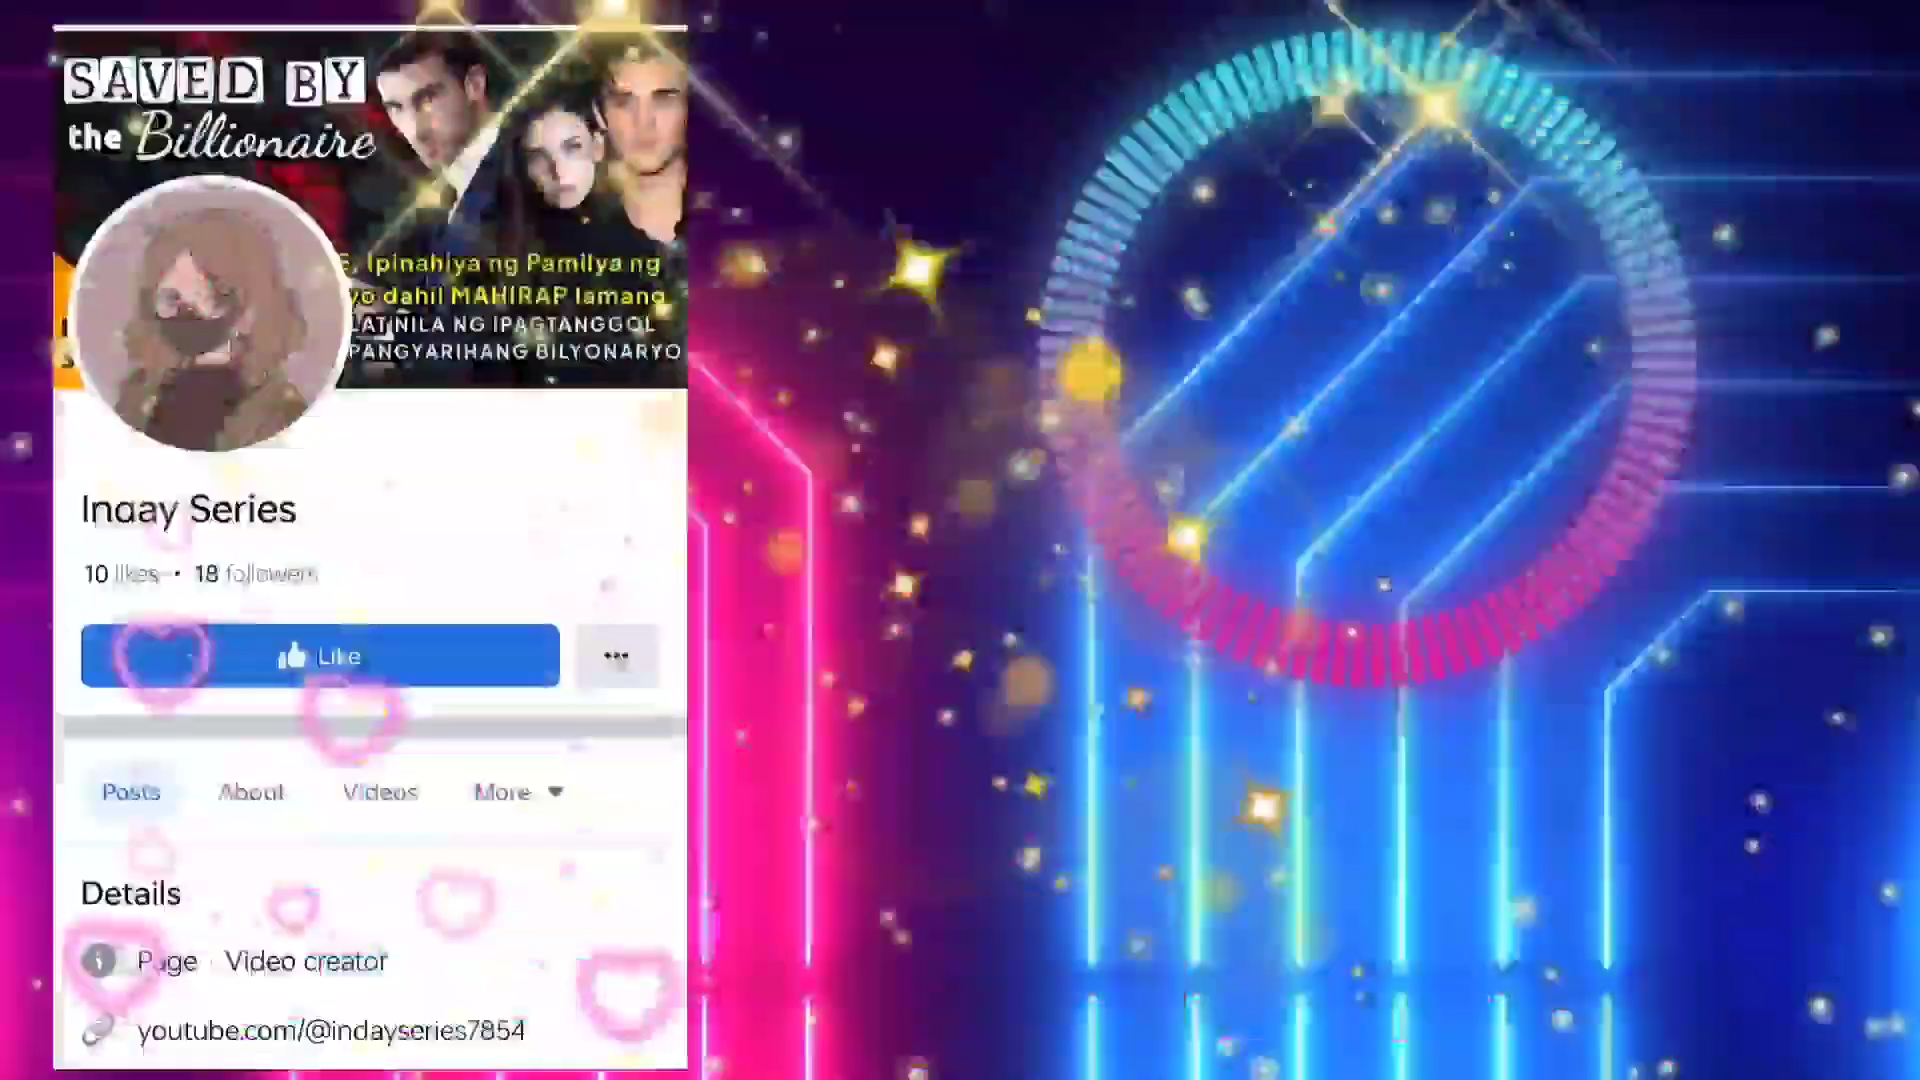 SAVED BY
the Billionaire
Ipinahiya ng Pamilya ng
yo dahil MAHIRAP lamang
NILA NG IPAGTANGGOL
PANGYARIHANG BILYONARYO
Inday Series
10 likes · 18 followers
Like
Posts About Videos More
Details
Page · Video creator
youtube.com/@indayseries7854